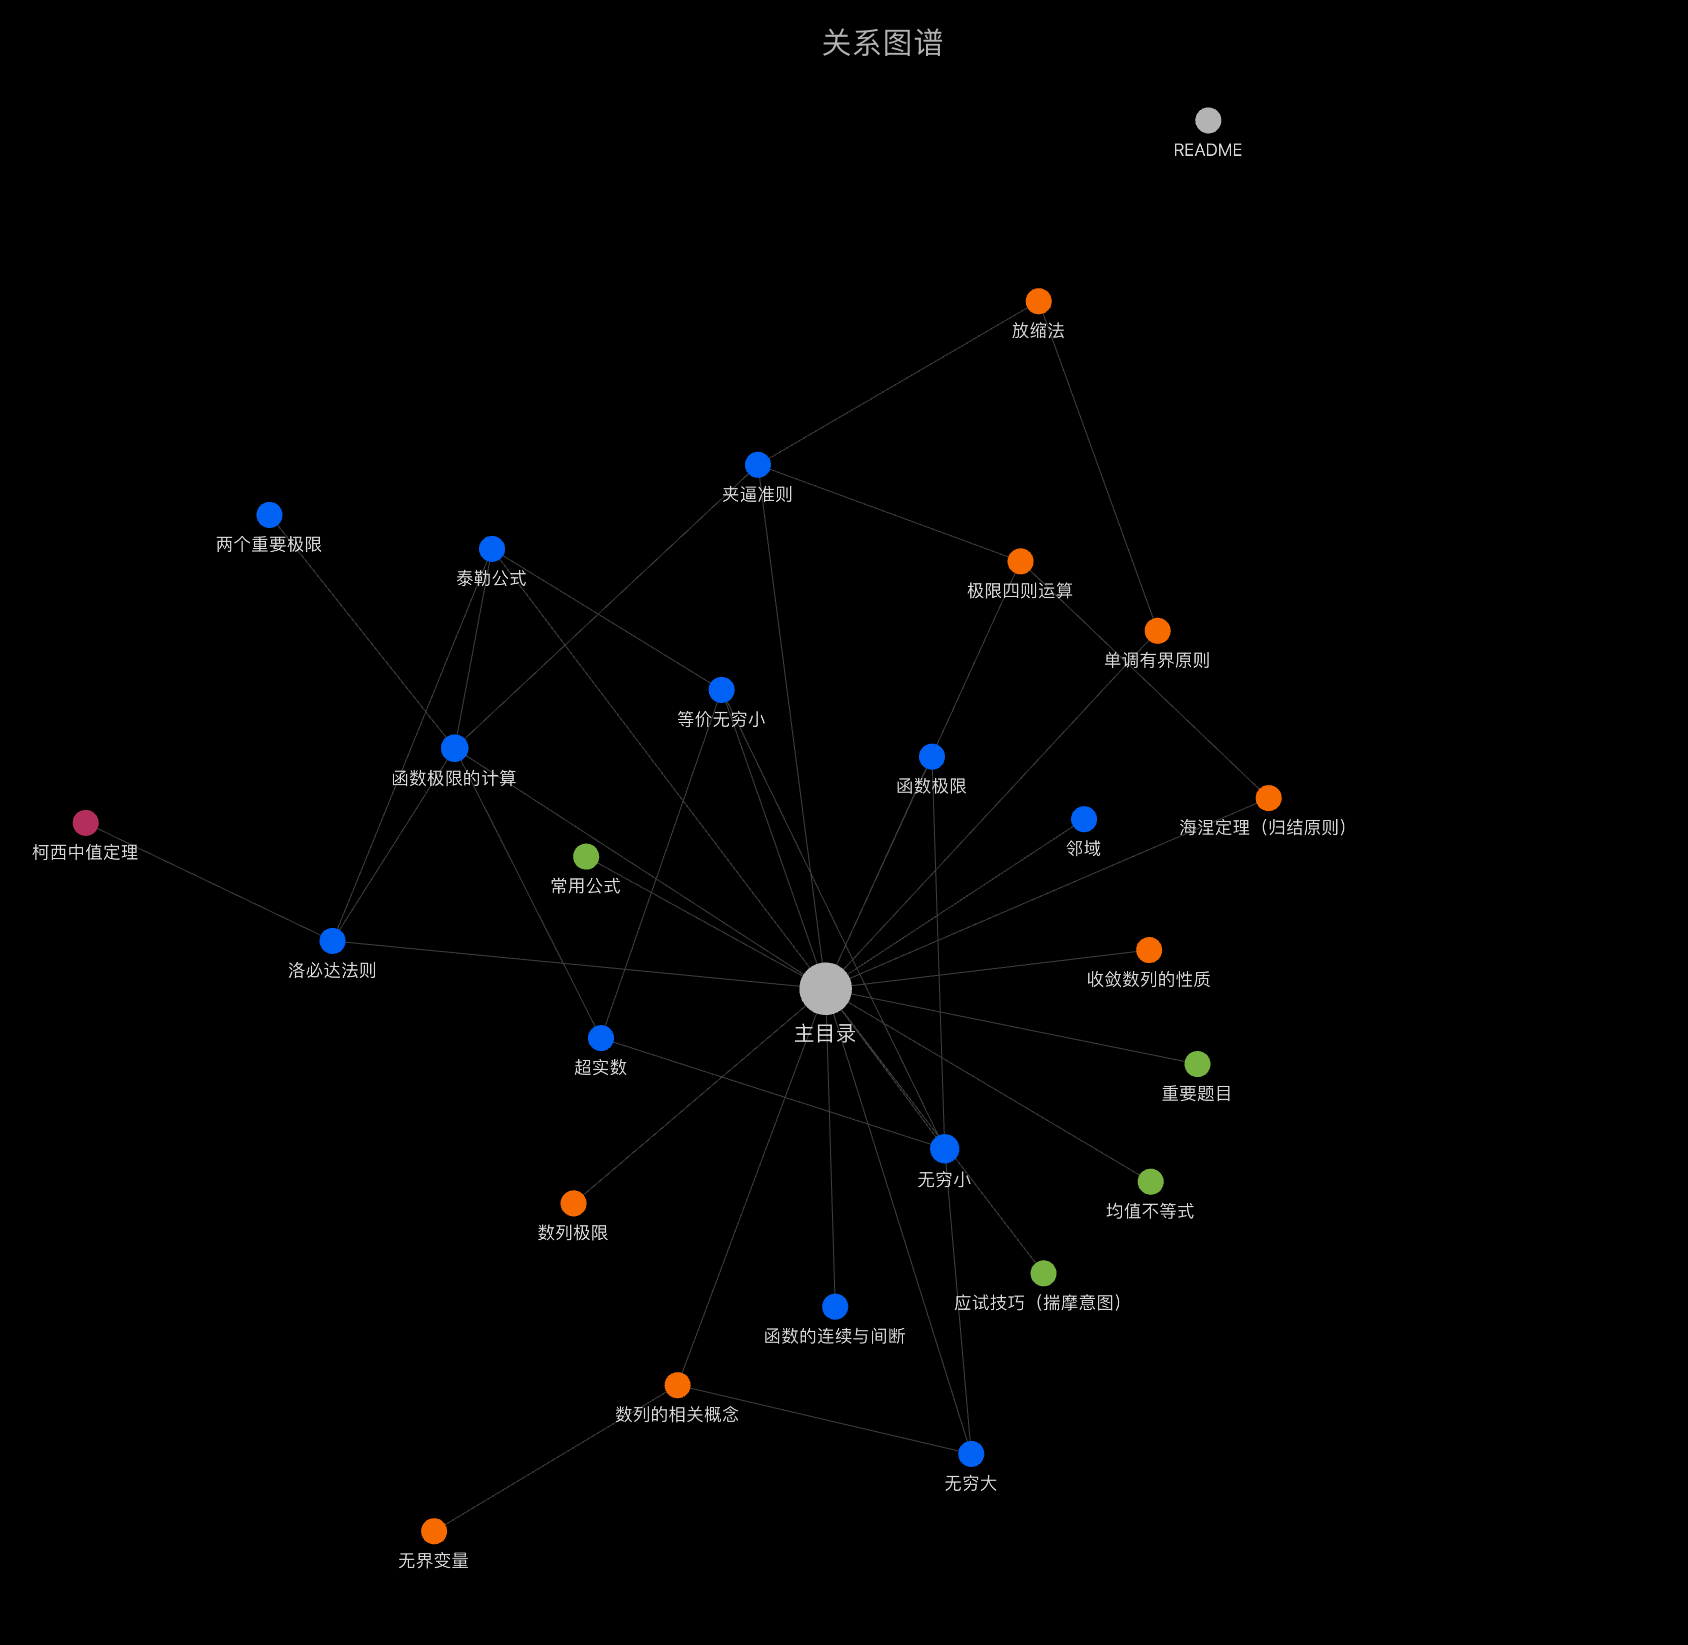 关系图谱
README
放缩法
夹逼准则
两个重要极限
泰勒公式
极限四则运算
单调有界原则
等价无穷小
函数极限的计算
函数极限
海涅定理（归结原则）
邻域
柯西中值定理
常用公式
洛必达法则
收敛数列的性质
主目录
超实数
重要题目
无穷小
均值不等式
数列极限
应试技巧（揣摩意图）
函数的连续与间断
数列的相关概念
无穷大
无界变量